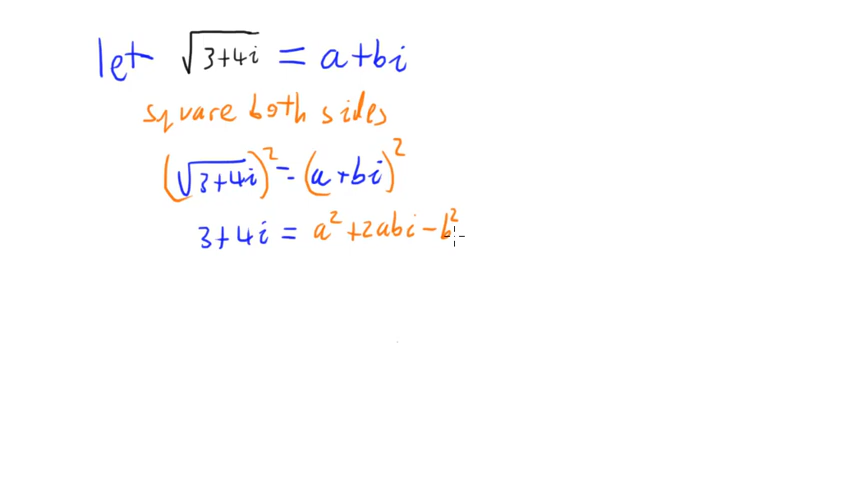 let √3+4i = a+bi
square both sides
(√3+4i)² = (a+bi)²
3+4i = a²+2abi-b²